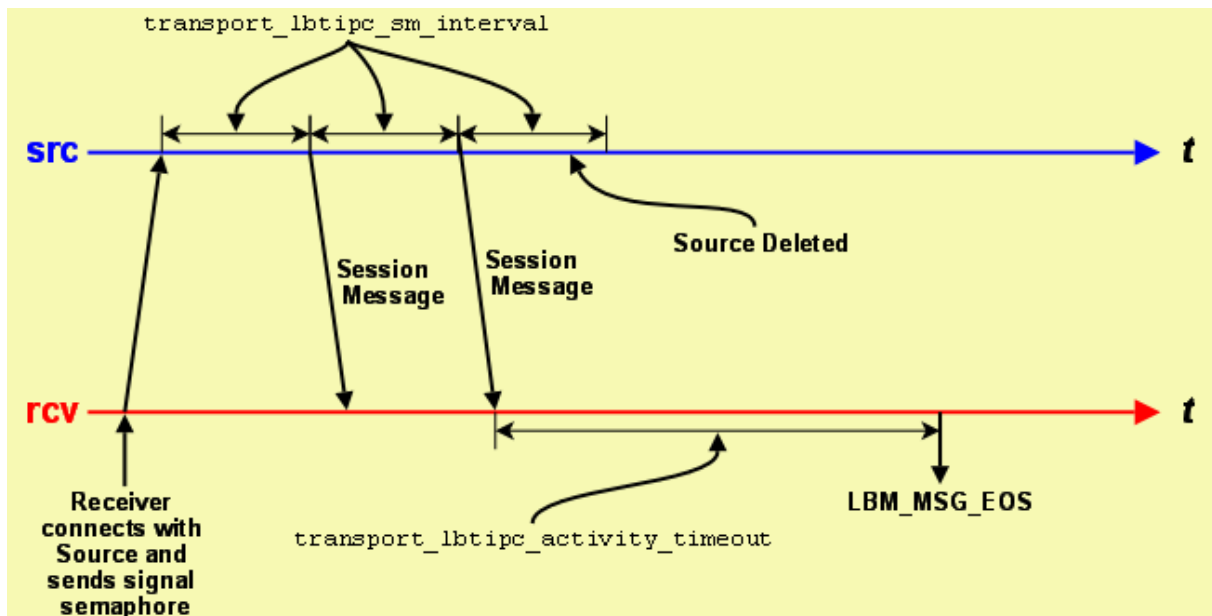 transport_lbtipc_sm_interval
src
t
Source Deleted
Session
Message
Session
Message
rcv
t
Receiver
connects with
Source and
sends signal
semaphore
transport_lbtipc_activity_timeout
LBM_MSG_EOS